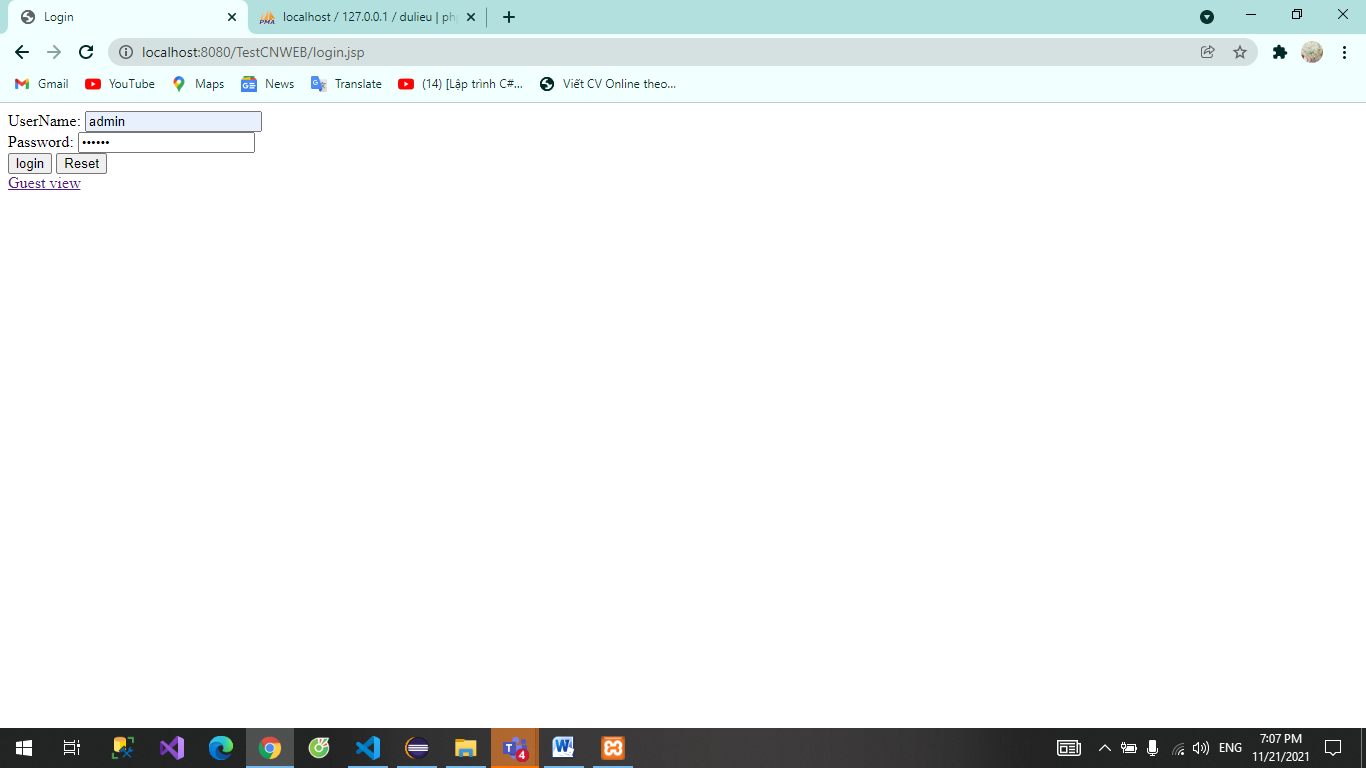 Login
localhost / 127.0.0.1 / dulieu | ph
localhost:8080/TestCNWEB/login.jsp
Gmail YouTube Maps News Translate (14) [Lập trình C#... Viết CV Online theo...
UserName: admin
Password: ••••••
login Reset
Guest view
4
ENG
7:07 PM
11/21/2021